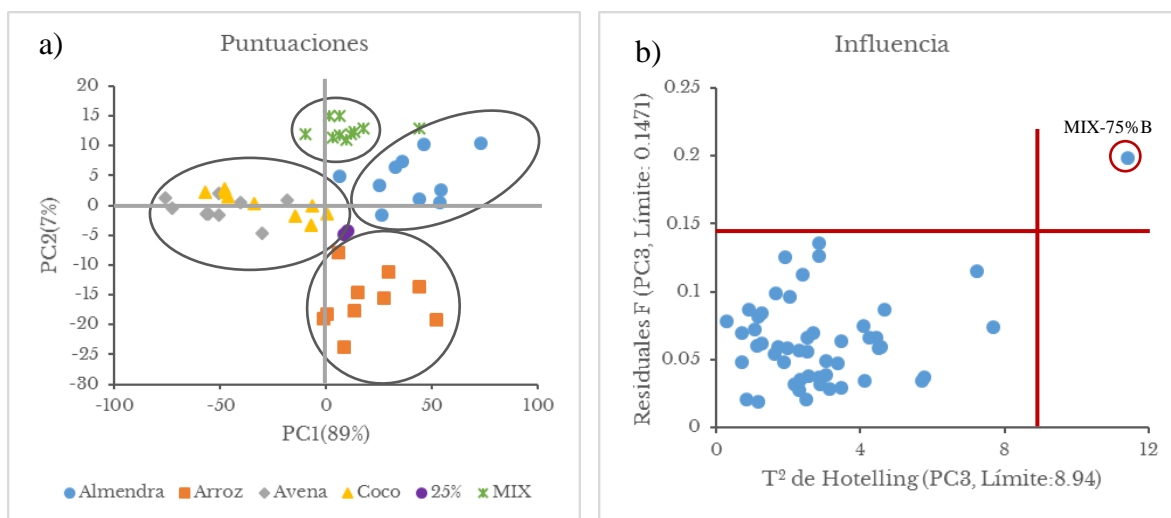 a)
Puntuaciones
20
15
10
5
0
-5
-10
-15
-20
-25
-30
PC2(7%)
-100
-50
0
50
100
PC1(89%)
Almendra
Arroz
Avena
Coco
25%
MIX
b)
Influencia
MIX-75%B
0.25
0.2
0.15
0.1
0.05
0
Residuales F (PC3, Límite: 0.1471)
0
4
8
12
T² de Hotelling (PC3, Límite:8.94)